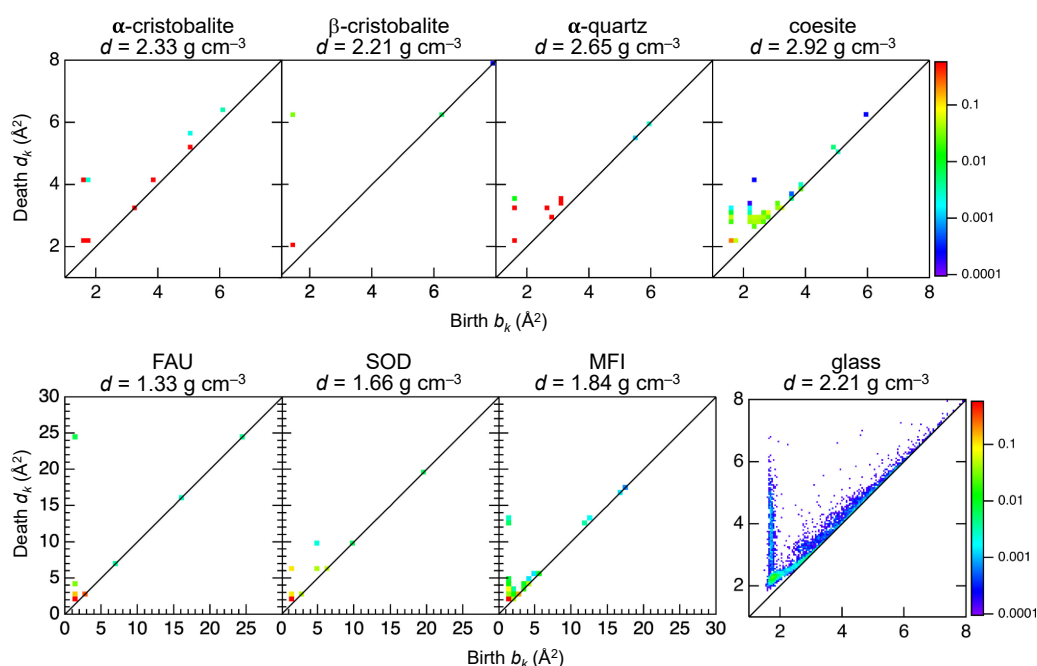 α-cristobalite β-cristobalite α-quartz coesite
d = 2.33 g cm⁻³ d = 2.21 g cm⁻³ d = 2.65 g cm⁻³ d = 2.92 g cm⁻³
8
6
4
2
Death dₖ (Å²)
2 4 6 2 4 6 2 4 6 2 4 6 8
0.1
0.01
0.001
0.0001
Birth bₖ (Å²)
FAU SOD MFI glass
d = 1.33 g cm⁻³ d = 1.66 g cm⁻³ d = 1.84 g cm⁻³ d = 2.21 g cm⁻³
30
25
20
15
10
5
0
Death dₖ (Å²)
0 5 10 15 20 25 0 5 10 15 20 25 0 5 10 15 20 25 30
8
6
4
2
2 4 6 8
0.1
0.01
0.001
0.0001
Birth bₖ (Å²)